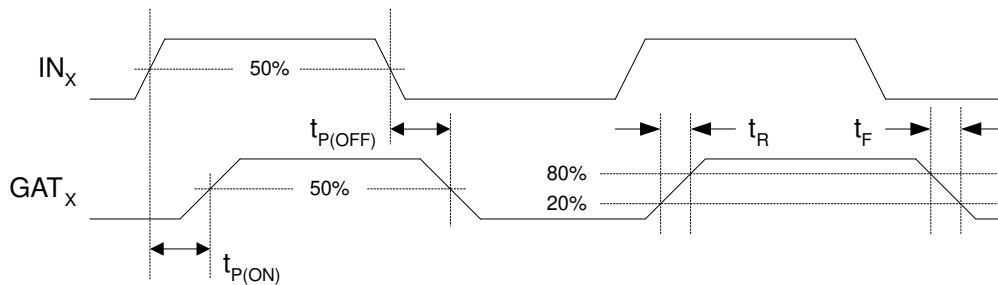 IN_X
50%
t_P(OFF)
t_R
t_F
GAT_X
50%
80%
20%
t_P(ON)